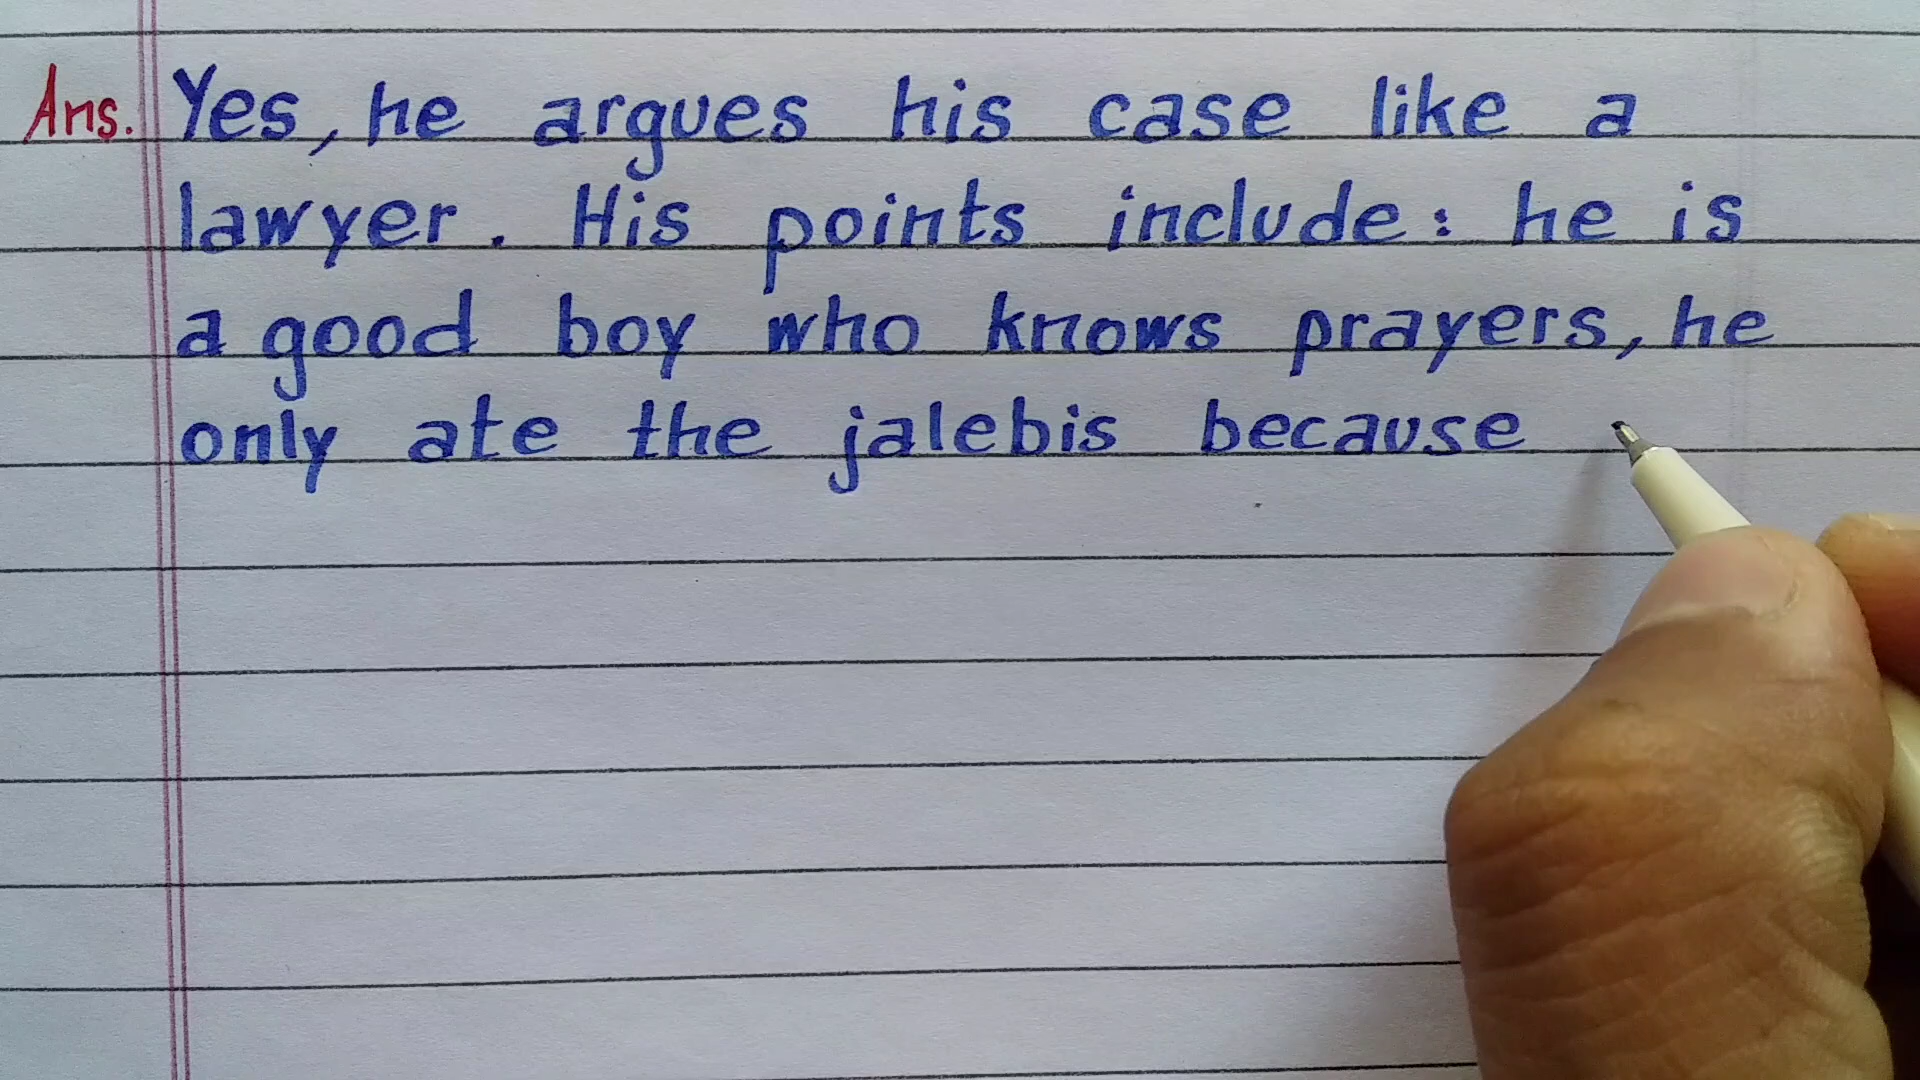 Ans. Yes, he argues his case like a
lawyer. His points include: he is
a good boy who knows prayers, he
only ate the jalebis because